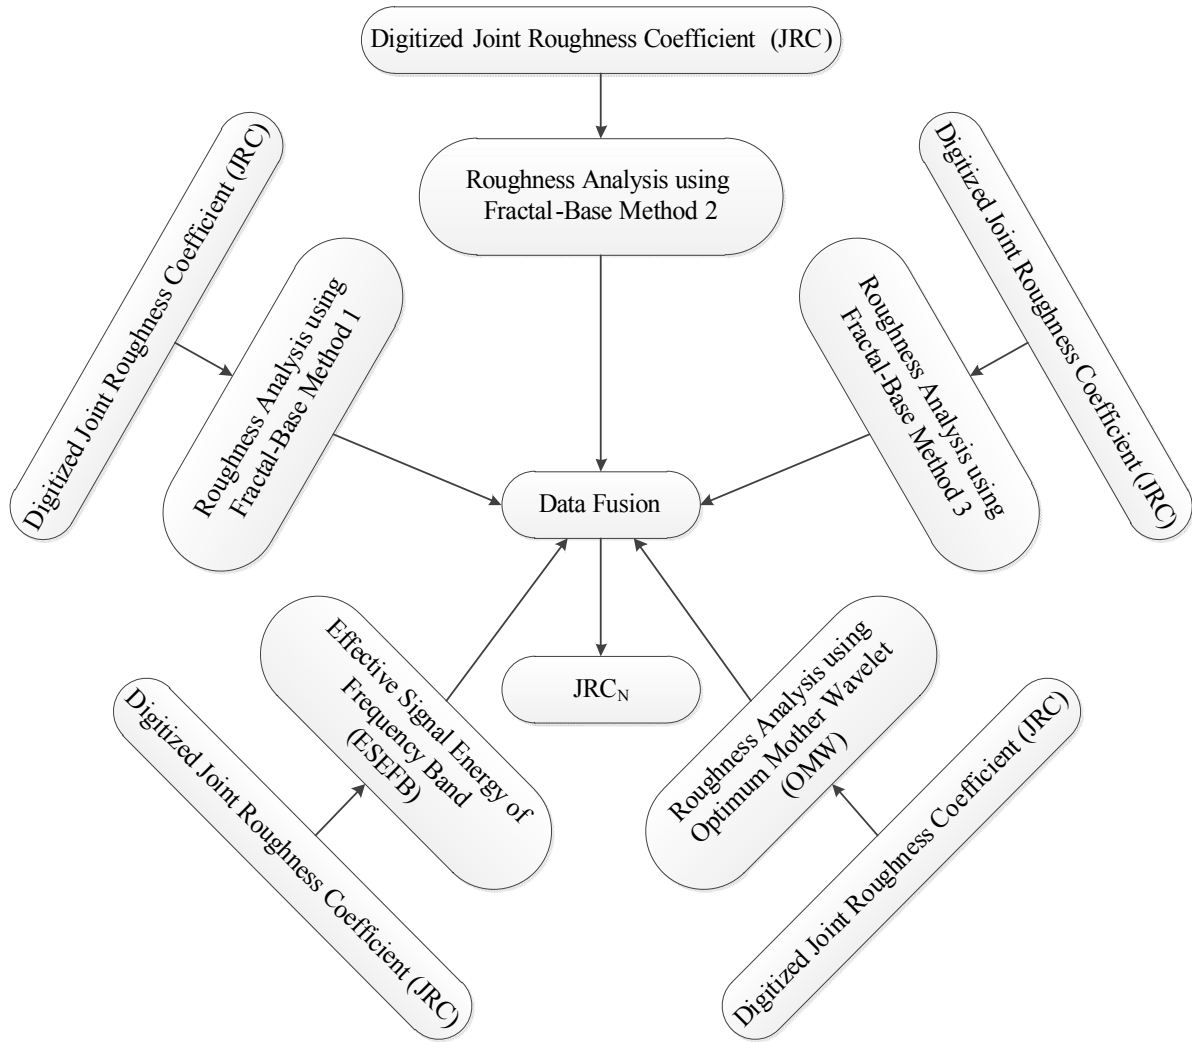 Digitized Joint Roughness Coefficient (JRC)
Roughness Analysis using
Fractal-Base Method 2
Digitized Joint Roughness Coefficient (JRC)
Roughness Analysis using
Fractal-Base Method 1
Digitized Joint Roughness Coefficient (JRC)
Roughness Analysis using
Fractal-Base Method 3
Data Fusion
Effective Signal Energy of
Frequency Band
(ESEFB)
Digitized Joint Roughness Coefficient (JRC)
JRC_N
Roughness Analysis using
Optimum Mother Wavelet
(OMW)
Digitized Joint Roughness Coefficient (JRC)